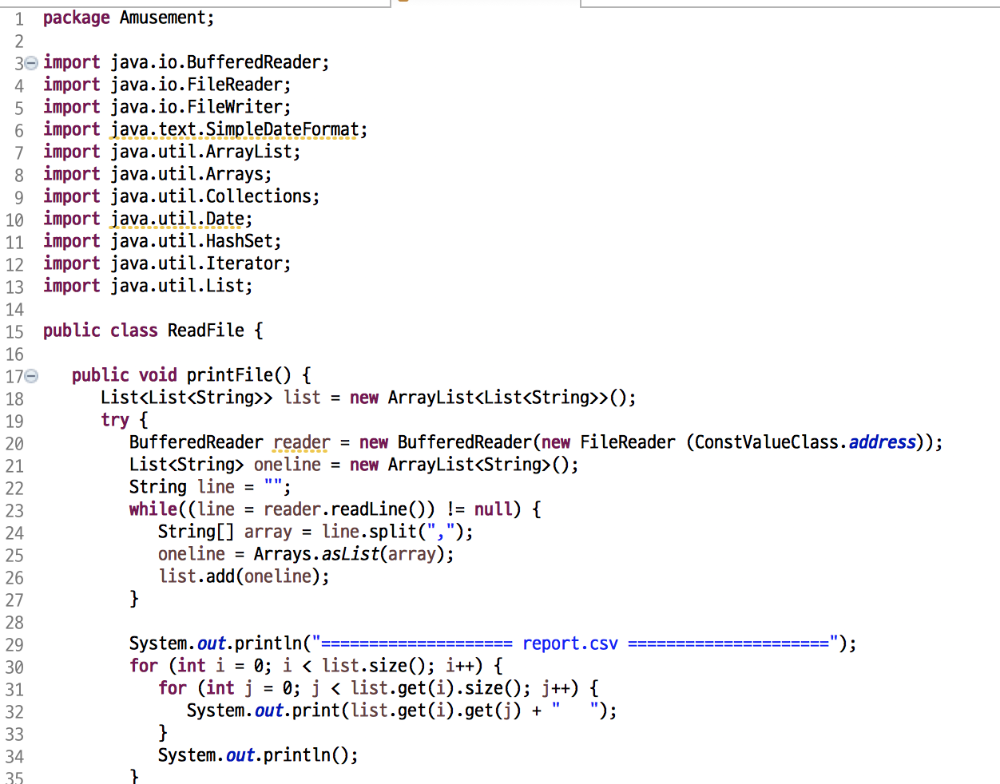 1 package Amusement;
2
3 import java.io.BufferedReader;
4 import java.io.FileReader;
5 import java.io.FileWriter;
6 import java.text.SimpleDateFormat;
7 import java.util.ArrayList;
8 import java.util.Arrays;
9 import java.util.Collections;
10 import java.util.Date;
11 import java.util.HashSet;
12 import java.util.Iterator;
13 import java.util.List;
14
15 public class ReadFile {
16
17 public void printFile() {
18 List<List<String>> list = new ArrayList<List<String>>();
19 try {
20 BufferedReader reader = new BufferedReader(new FileReader (ConstValueClass.address));
21 List<String> oneline = new ArrayList<String>();
22 String line = "";
23 while((line = reader.readLine()) != null) {
24 String[] array = line.split(",");
25 oneline = Arrays.asList(array);
26 list.add(oneline);
27 }
28
29 System.out.println("==================== report.csv =====================");
30 for (int i = 0; i < list.size(); i++) {
31 for (int j = 0; j < list.get(i).size(); j++) {
32 System.out.print(list.get(i).get(j) + "   ");
33 }
34 System.out.println();
35 }